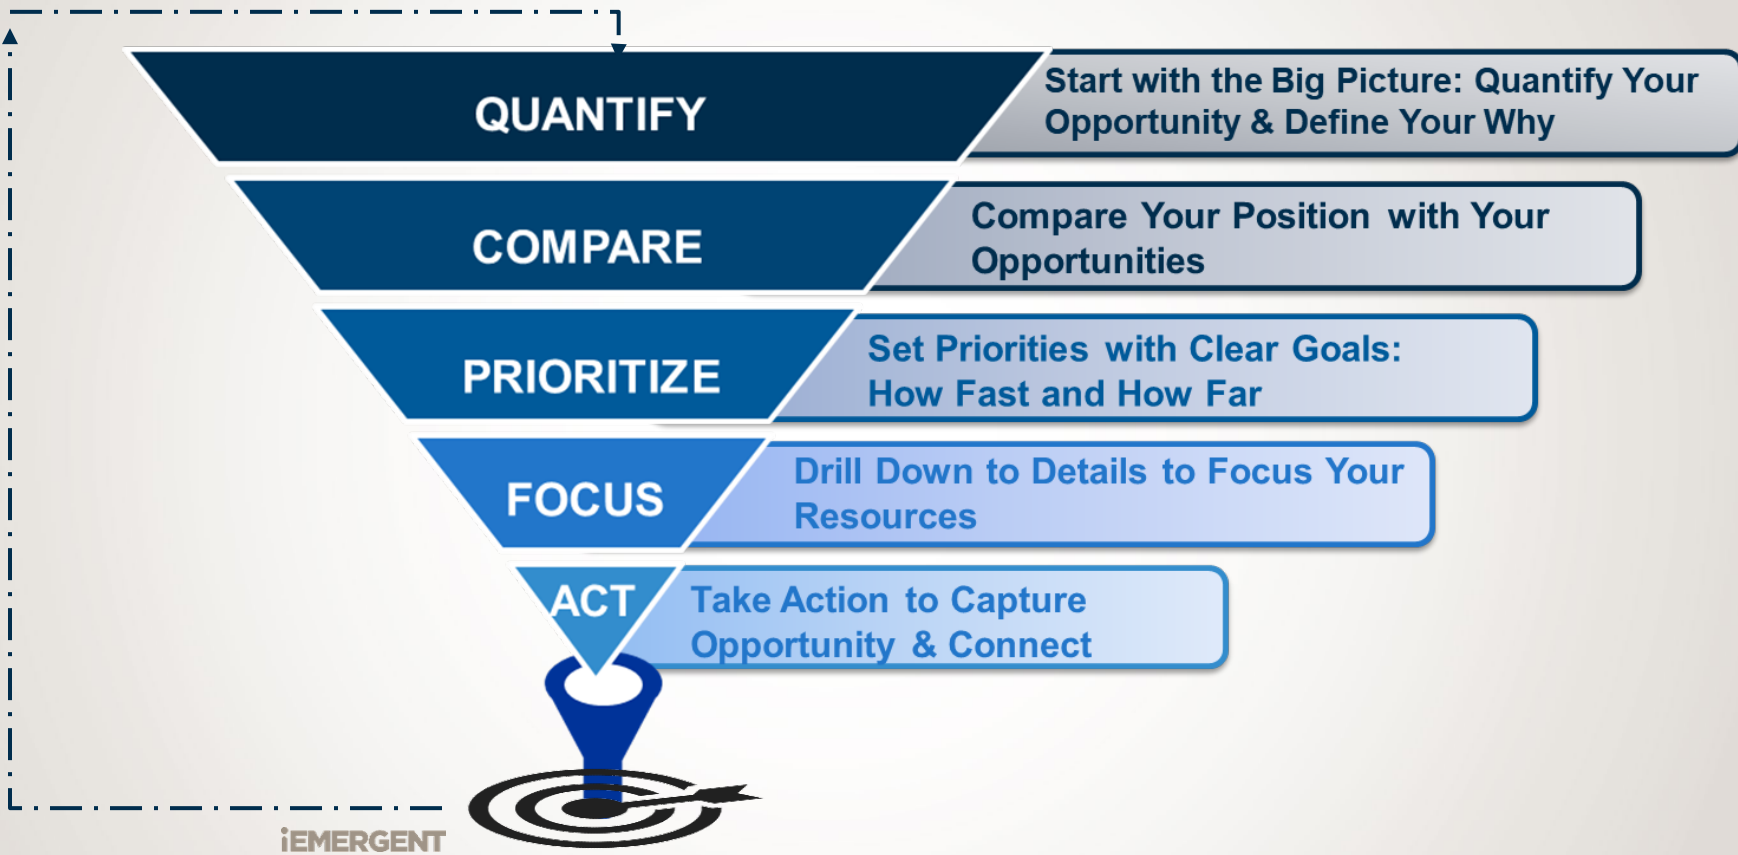 QUANTIFY
Start with the Big Picture: Quantify Your
Opportunity & Define Your Why
COMPARE
Compare Your Position with Your
Opportunities
PRIORITIZE
Set Priorities with Clear Goals:
How Fast and How Far
FOCUS
Drill Down to Details to Focus Your
Resources
ACT
Take Action to Capture
Opportunity & Connect
iEMERGENT